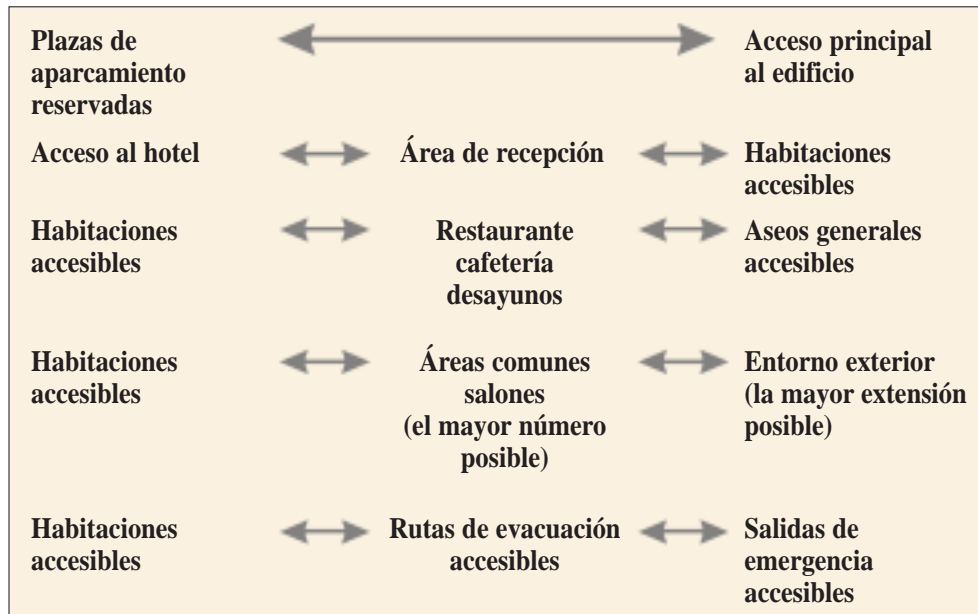 Plazas de
aparcamiento
reservadas
Acceso principal
al edificio
Acceso al hotel
Área de recepción
Habitaciones
accesibles
Habitaciones
accesibles
Restaurante
cafetería
desayunos
Aseos generales
accesibles
Habitaciones
accesibles
Áreas comunes
salones
(el mayor número
posible)
Entorno exterior
(la mayor extensión
posible)
Habitaciones
accesibles
Rutas de evacuación
accesibles
Salidas de
emergencia
accesibles